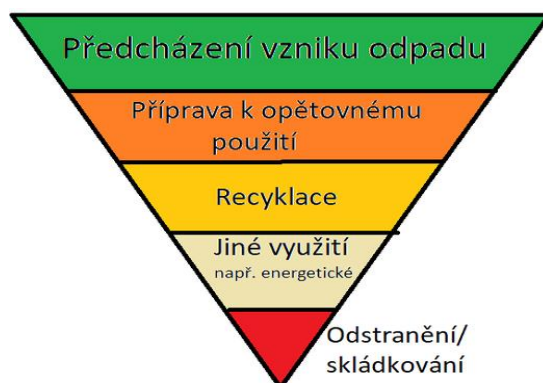 Předcházení vzniku odpadu
Příprava k opětovnému
použití
Recyklace
Jiné využití
např. energetické
Odstranění/
skládkování